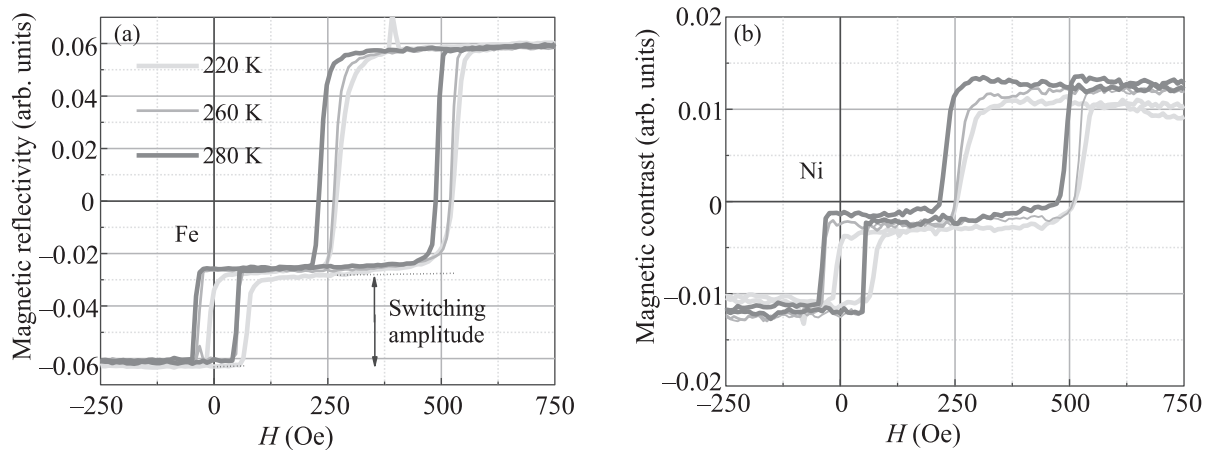 (a)
Magnetic reflectivity (arb. units)
0.06
0.04
0.02
0
–0.02
–0.04
–0.06
220 K
260 K
280 K
Fe
Switching
amplitude
–250
0
250
500
750
H (Oe)
(b)
Magnetic contrast (arb. units)
0.02
0.01
0
–0.01
–0.02
Ni
–250
0
250
500
750
H (Oe)